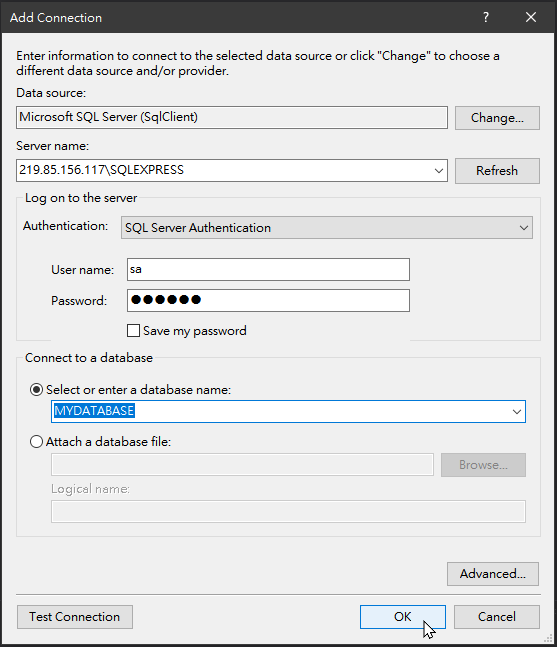 Add Connection
?
Enter information to connect to the selected data source or click "Change" to choose a
different data source and/or provider.
Data source:
Microsoft SQL Server (SqlClient)
Change...
Server name:
219.85.156.117\SQLEXPRESS
Refresh
Log on to the server
Authentication:
SQL Server Authentication
User name:
sa
Password:
●●●●●●
Save my password
Connect to a database
Select or enter a database name:
MYDATABASE
Attach a database file:
Browse...
Logical name:
Advanced...
Test Connection
OK
Cancel